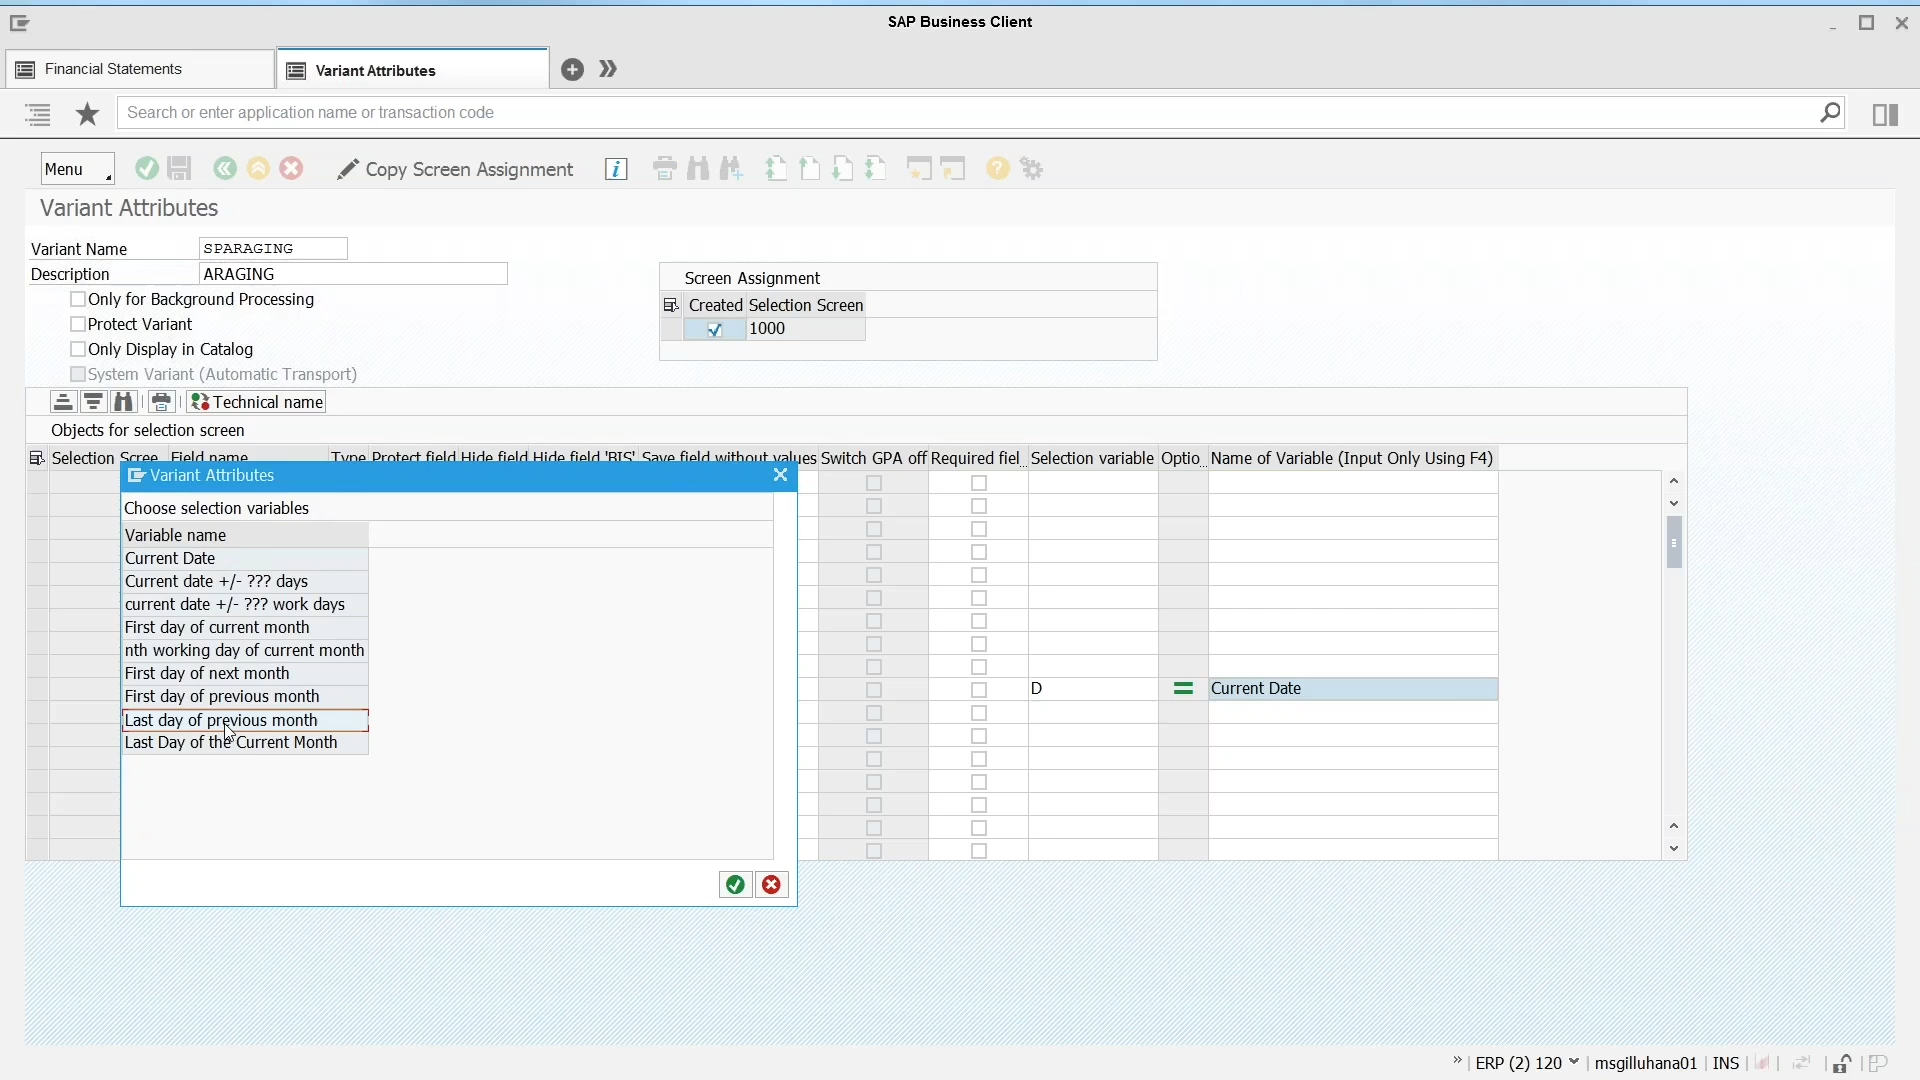 SAP Business Client
Financial Statements
Variant Attributes
Search or enter application name or transaction code
Menu
Copy Screen Assignment
Variant Attributes
Variant Name SPARAGING
Description ARAGING
Only for Background Processing
Protect Variant
Only Display in Catalog
System Variant (Automatic Transport)
Screen Assignment
Created Selection Screen
1000
Technical name
Objects for selection screen
Selection Scree Field name Type Protect field Hide field Hide field 'BIS' Save field without values Switch GPA off Required fiel... Selection variable Optio... Name of Variable (Input Only Using F4)
D Current Date
Variant Attributes
Choose selection variables
Variable name
Current Date
Current date +/- ??? days
current date +/- ??? work days
First day of current month
nth working day of current month
First day of next month
First day of previous month
Last day of previous month
Last Day of the Current Month
ERP (2) 120 msgilluhana01 INS